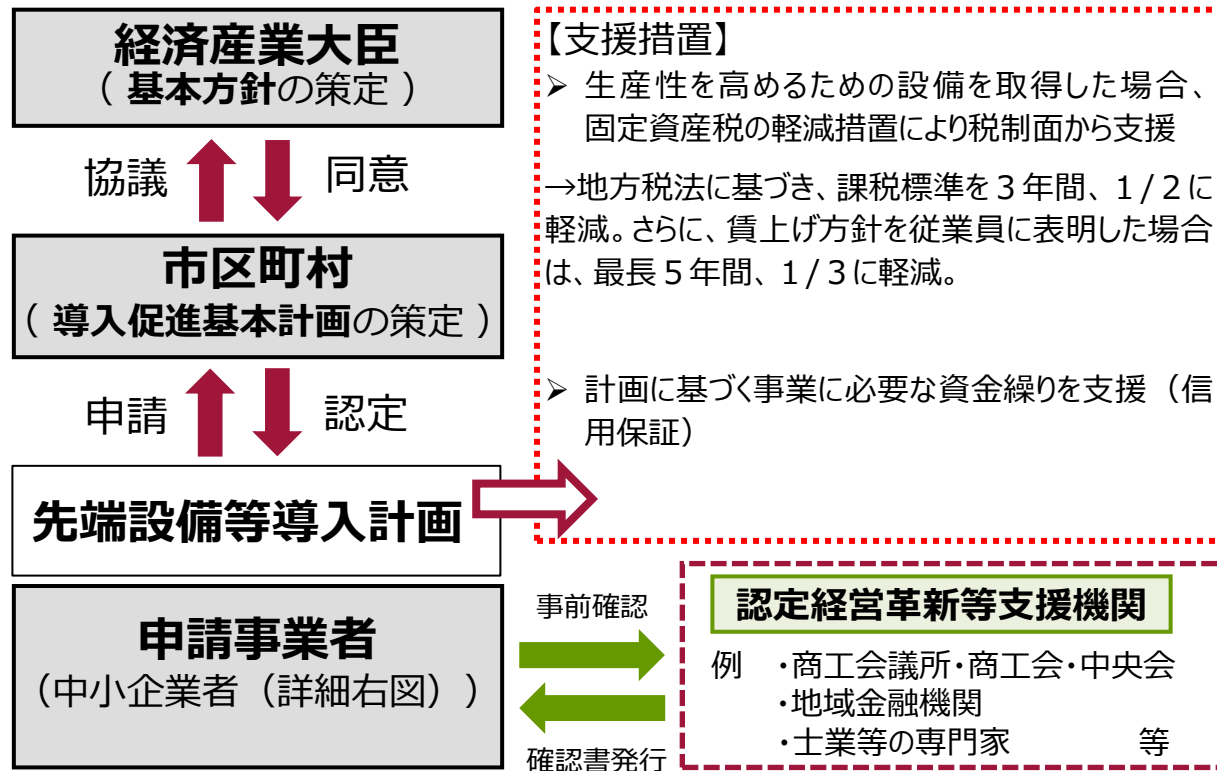 経済産業大臣
（ 基本方針の策定 ）
協議
同意
市区町村
（ 導入促進基本計画の策定 ）
申請
認定
先端設備等導入計画
申請事業者
（中小企業者（詳細右図））
【支援措置】
➢ 生産性を高めるための設備を取得した場合、
固定資産税の軽減措置により税制面から支援
→地方税法に基づき、課税標準を３年間、１/２に
軽減。さらに、賃上げ方針を従業員に表明した場合
は、最長５年間、１/３に軽減。
➢ 計画に基づく事業に必要な資金繰りを支援（信
用保証）
事前確認
確認書発行
認定経営革新等支援機関
例　・商工会議所・商工会・中央会
・地域金融機関
・士業等の専門家　　　　等